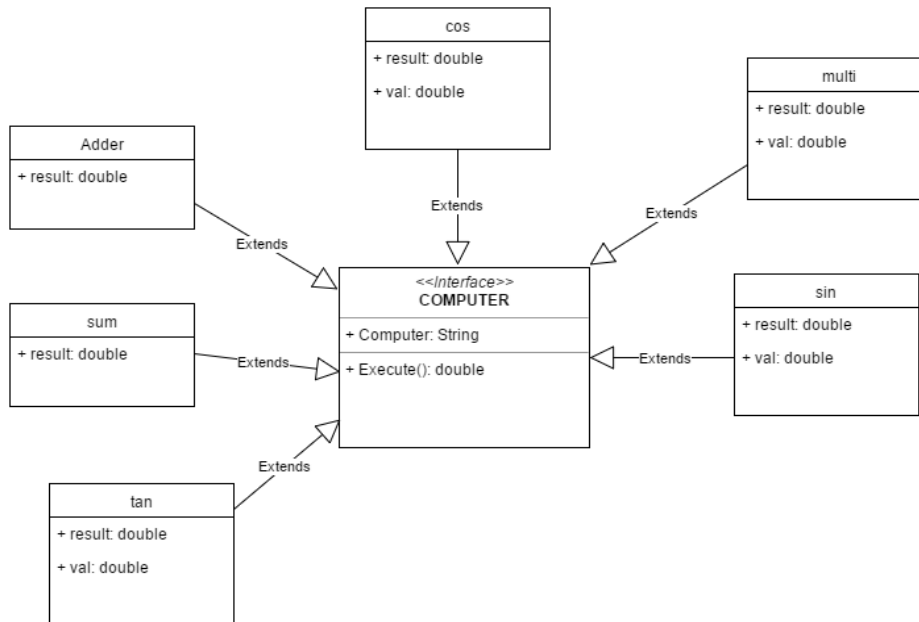 cos
+ result: double
+ val: double
multi
+ result: double
+ val: double
Adder
+ result: double
Extends
Extends
Extends
<<Interface>>
COMPUTER
+ Computer: String
+ Execute(): double
sum
+ result: double
Extends
sin
+ result: double
+ val: double
Extends
Extends
tan
+ result: double
+ val: double